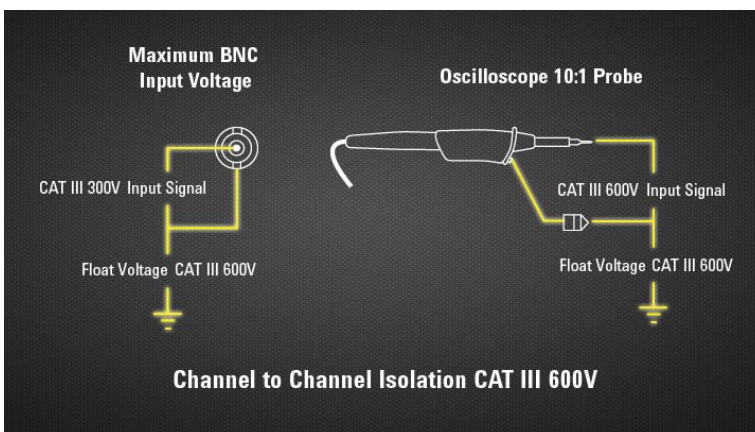 Maximum BNC
Input Voltage
Oscilloscope 10:1 Probe
CAT III 300V Input Signal
CAT III 600V Input Signal
Float Voltage CAT III 600V
Float Voltage CAT III 600V
Channel to Channel Isolation CAT III 600V